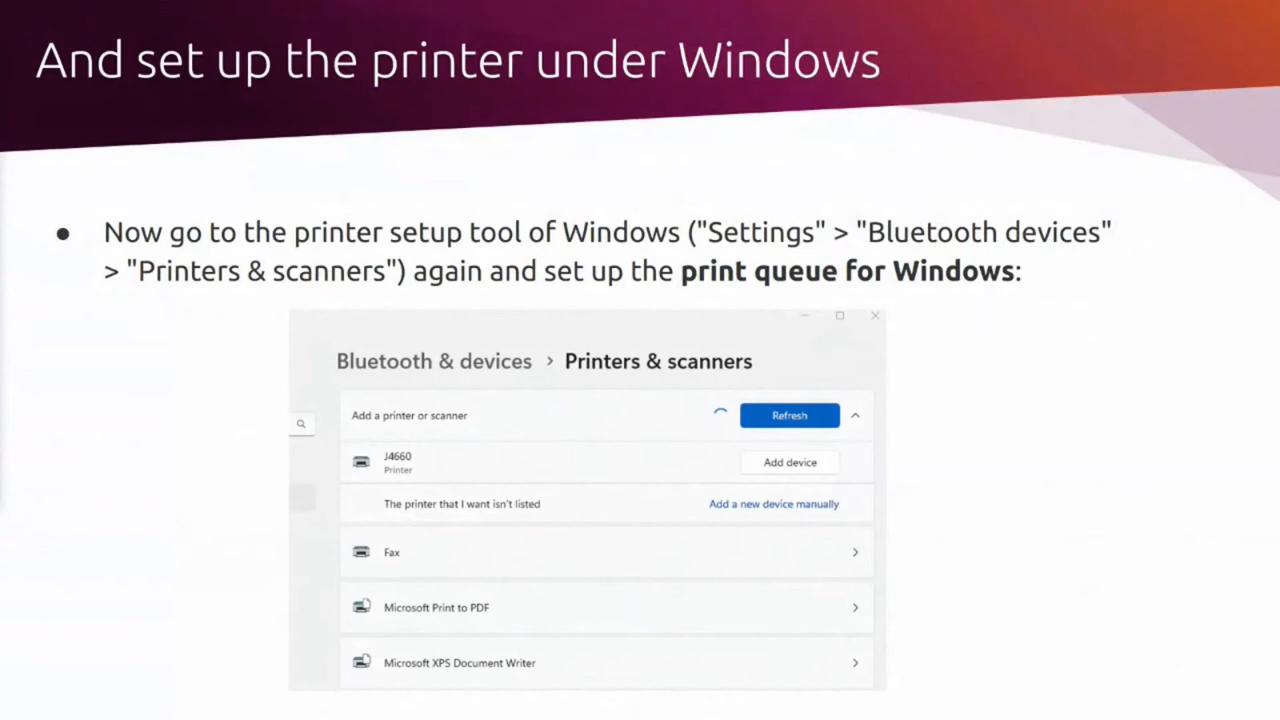 And set up the printer under Windows
● Now go to the printer setup tool of Windows ("Settings" > "Bluetooth devices"
> "Printers & scanners") again and set up the print queue for Windows:
Bluetooth & devices > Printers & scanners
Add a printer or scanner Refresh
J4660
Printer
Add device
The printer that I want isn't listed Add a new device manually
Fax
Microsoft Print to PDF
Microsoft XPS Document Writer